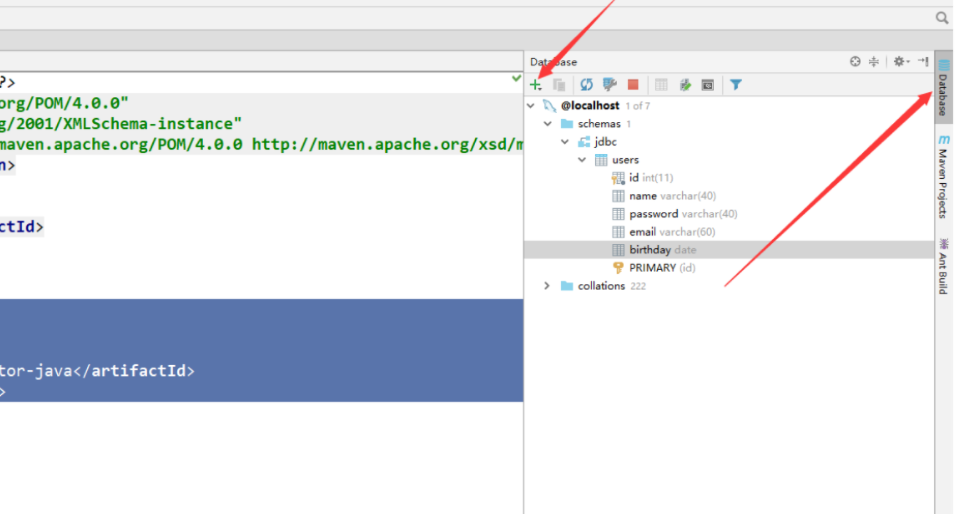 ?>
org/POM/4.0.0"
g/2001/XMLSchema-instance"
maven.apache.org/POM/4.0.0 http://maven.apache.org/xsd/m
n>
ctId>
tor-java</artifactId>
>
Database
@localhost 1 of 7
schemas 1
jdbc
users
id int(11)
name varchar(40)
password varchar(40)
email varchar(60)
birthday date
PRIMARY (id)
collations 222
Database
Maven Projects
Ant Build